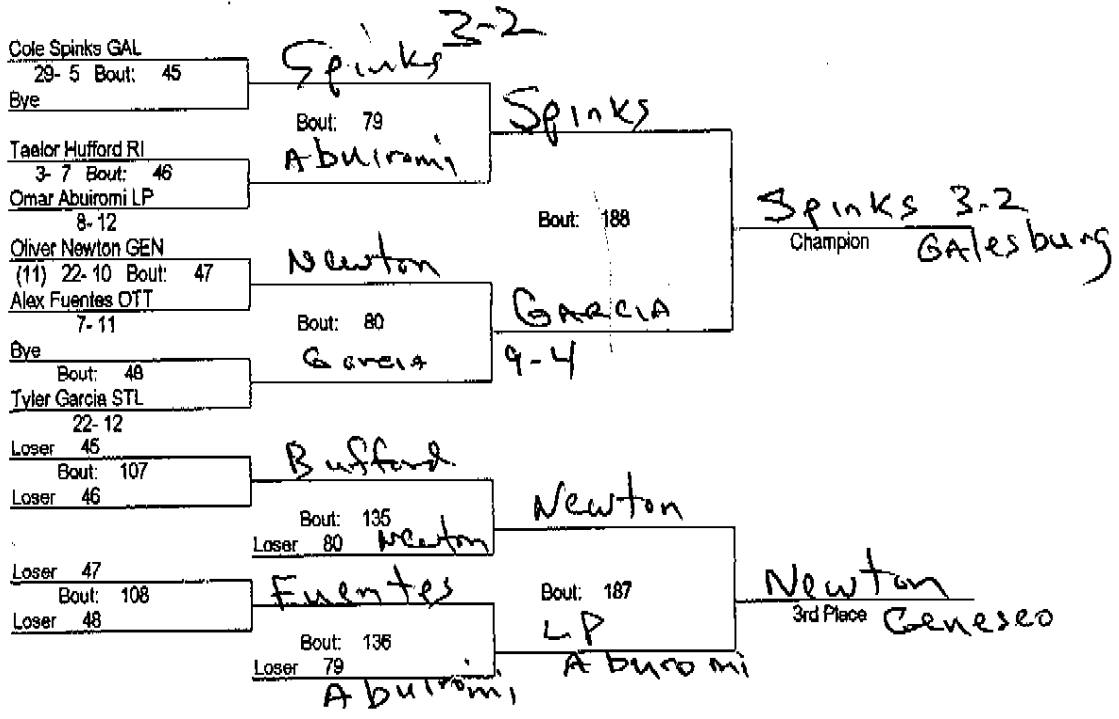 Cole Spinks GAL
29- 5 Bout: 45
Bye
Spinks 3-2
Bout: 79
Abuiromi
Taelor Hufford RI
3- 7 Bout: 46
Omar Abuiromi LP
8- 12
Spinks
Bout: 188
Oliver Newton GEN
(11) 22- 10 Bout: 47
Alex Fuentes OTT
7- 11
Newton
Bout: 80
Garcia
Bye
Bout: 48
Tyler Garcia STL
22- 12
GARCIA
9-4
Spinks 3-2
Champion GALesburg
Loser 45
Bout: 107
Loser 46
Bufford
Bout: 135
Loser 80 Newton
Newton
Loser 47
Bout: 108
Loser 48
Fuentes
Bout: 136
Loser 79
Abuiromi
Bout: 187
LP
Aburomi
Newton
3rd Place Geneseo